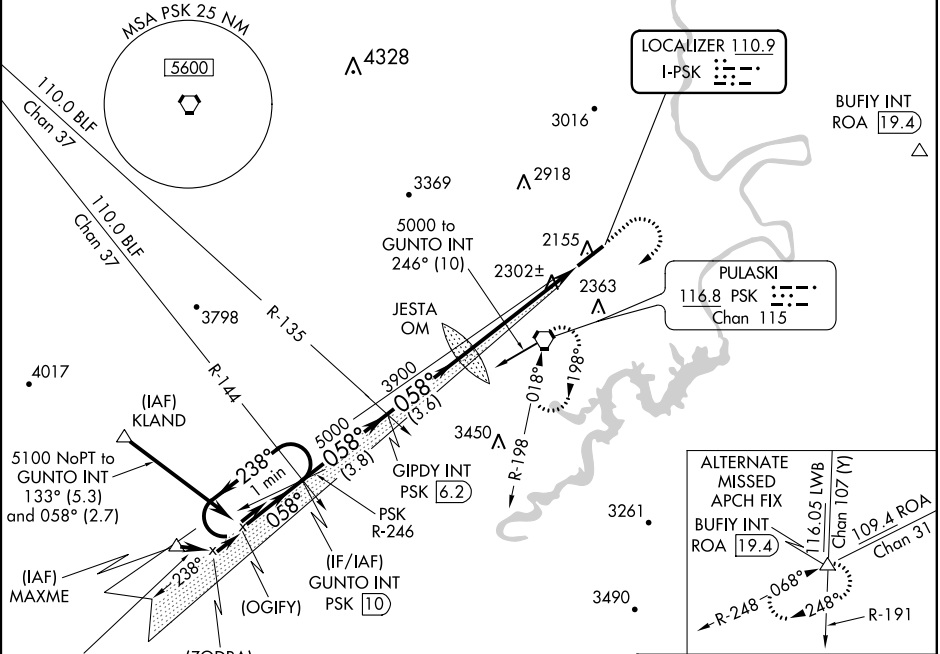 MSA PSK 25 NM
5600
4328
LOCALIZER 110.9
I-PSK
3016
BUFIY INT
ROA 19.4
110.0 BLF
Chan 37
2918
3369
110.0 BLF
Chan 37
5000 to
GUNTO INT
246° (10)
2155
2302±
2363
PULASKI
116.8 PSK
Chan 115
JESTA
OM
3798
R-135
R-144
4017
3900
058°
(3.6)
018°
198°
(IAF)
KLAND
5000
058°
(3.8)
3450
R-198
238°
1 min
058°
GIPDY INT
PSK 6.2
5100 NoPT to
GUNTO INT
133° (5.3)
and 058° (2.7)
PSK
R-246
3261
(IAF)
MAXME
238°
(OGIFY)
(IF/IAF)
GUNTO INT
PSK 10
3490
ALTERNATE
MISSED
APCH FIX
BUFIY INT
ROA 19.4
116.05 LWB
Chan 107 (Y)
109.4 ROA
Chan 31
R-248
068°
248°
R-191